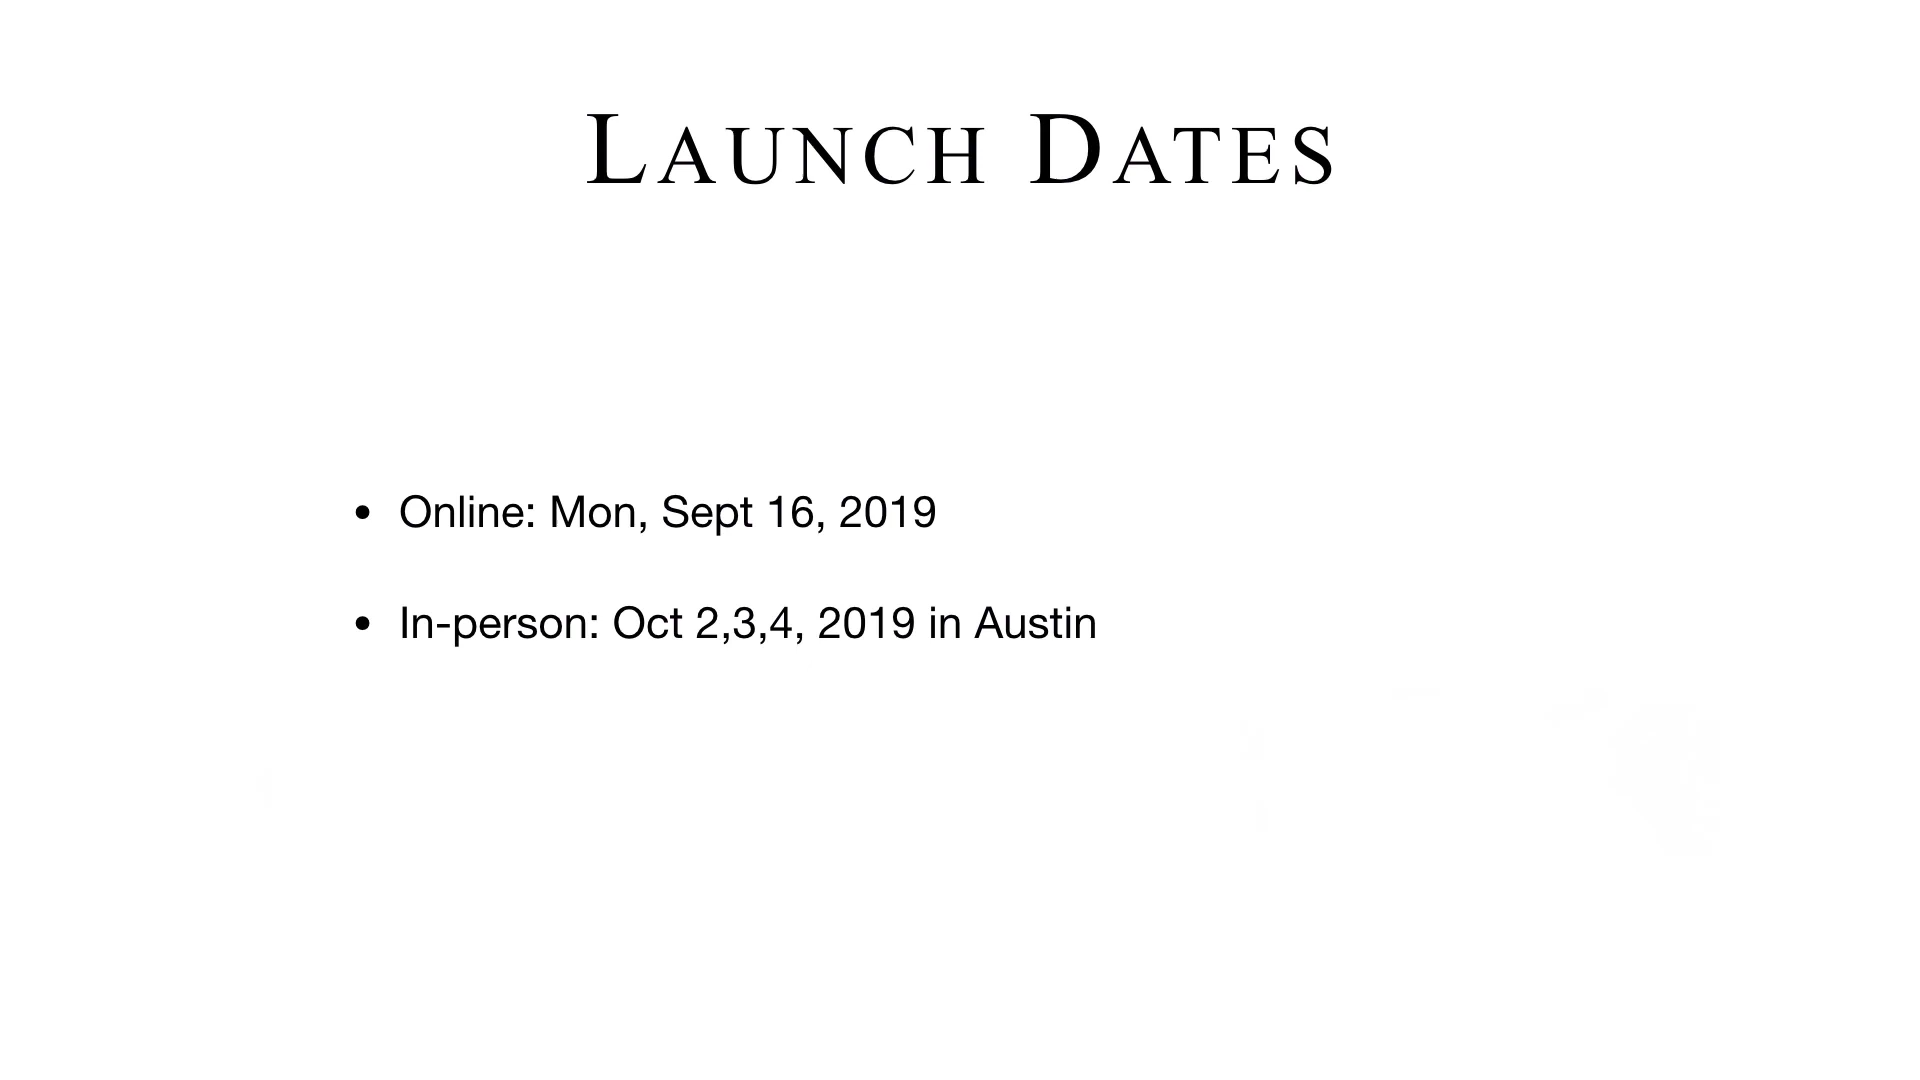 Launch Dates
• Online: Mon, Sept 16, 2019
• In-person: Oct 2,3,4, 2019 in Austin